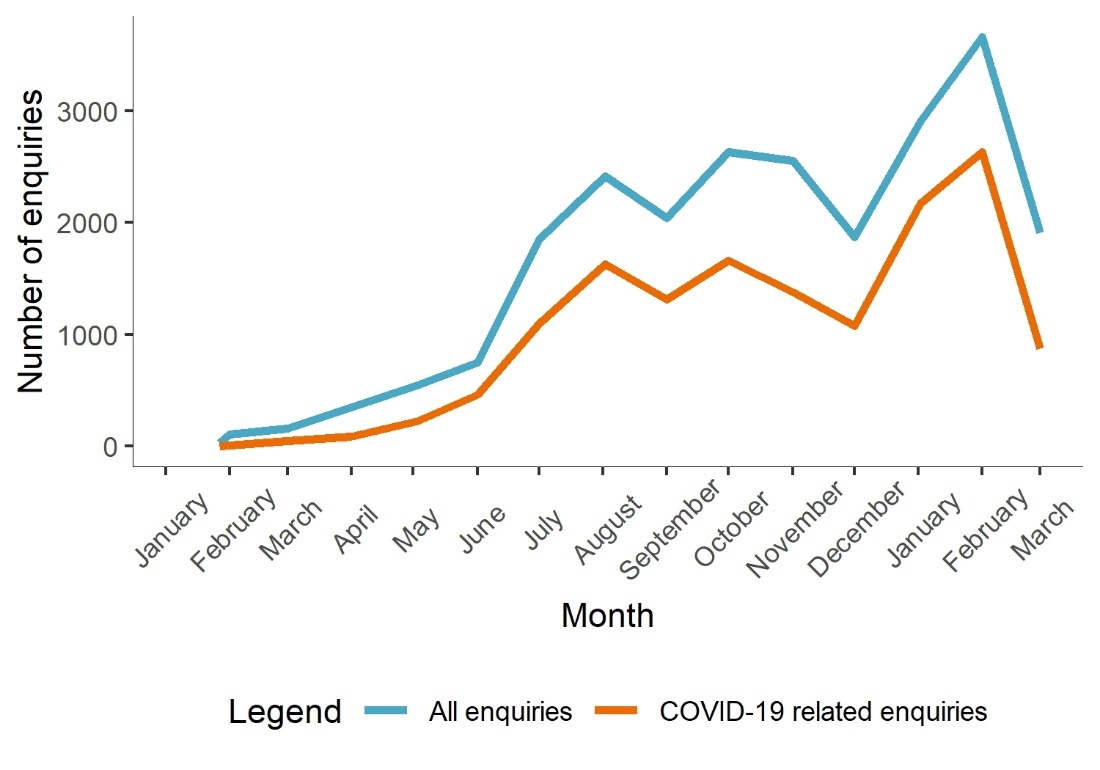 Number of enquiries
3000
2000
1000
0
January
February
March
April
May
June
July
August
September
October
November
December
January
February
March
Month
Legend All enquiries COVID-19 related enquiries